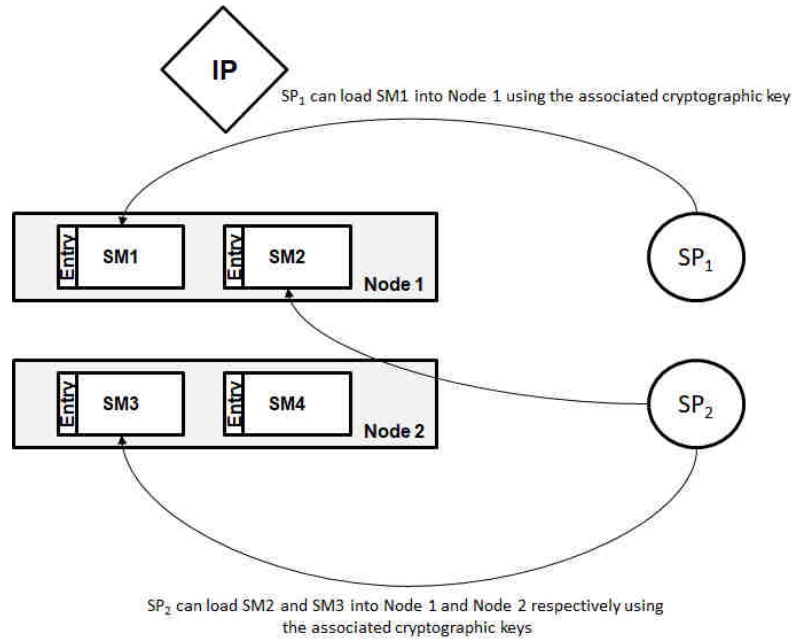 IP
SP₁ can load SM1 into Node 1 using the associated cryptographic key
Entry
SM1
Entry
SM2
Node 1
SP₁
Entry
SM3
Entry
SM4
Node 2
SP₂
SP₂ can load SM2 and SM3 into Node 1 and Node 2 respectively using
the associated cryptographic keys